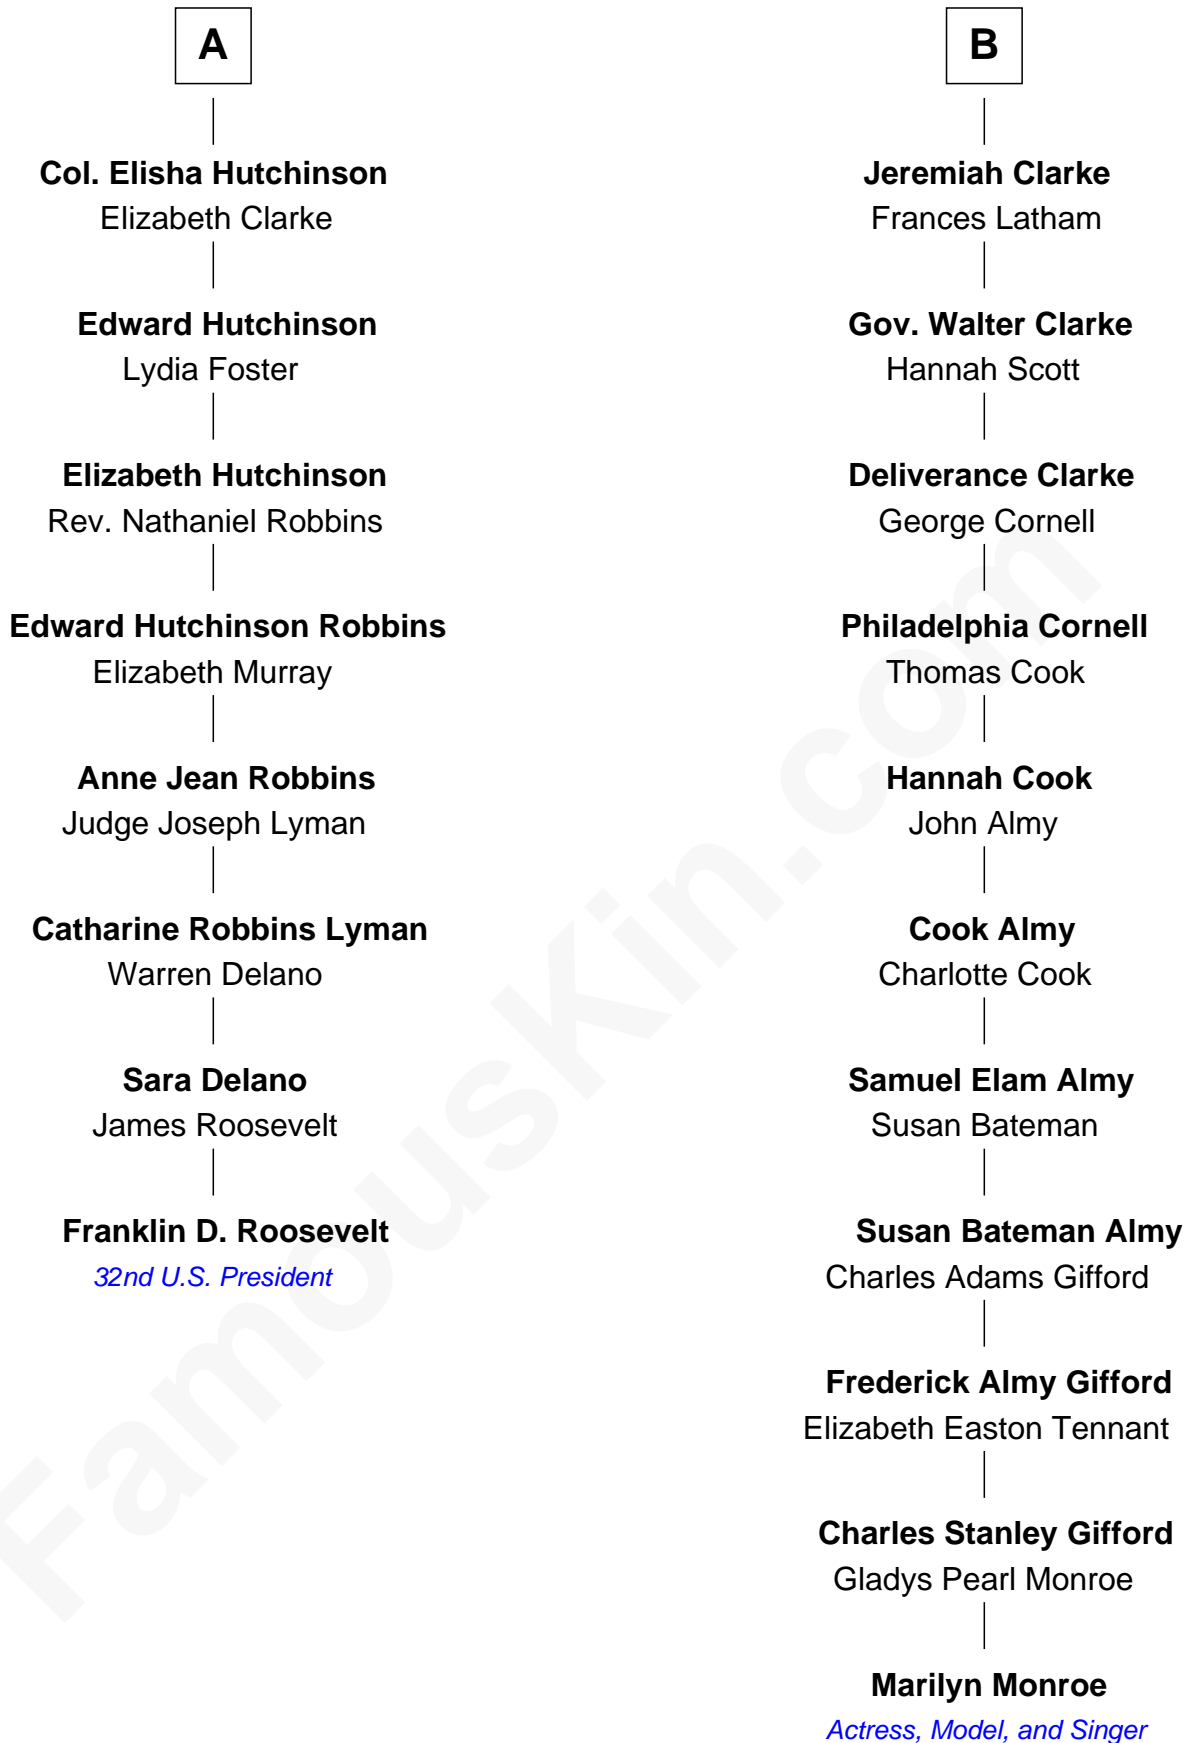 A
Col. Elisha Hutchinson
Elizabeth Clarke
Edward Hutchinson
Lydia Foster
Elizabeth Hutchinson
Rev. Nathaniel Robbins
Edward Hutchinson Robbins
Elizabeth Murray
Anne Jean Robbins
Judge Joseph Lyman
Catharine Robbins Lyman
Warren Delano
Sara Delano
James Roosevelt
Franklin D. Roosevelt
32nd U.S. President
B
Jeremiah Clarke
Frances Latham
Gov. Walter Clarke
Hannah Scott
Deliverance Clarke
George Cornell
Philadelphia Cornell
Thomas Cook
Hannah Cook
John Almy
Cook Almy
Charlotte Cook
Samuel Elam Almy
Susan Bateman
Susan Bateman Almy
Charles Adams Gifford
Frederick Almy Gifford
Elizabeth Easton Tennant
Charles Stanley Gifford
Gladys Pearl Monroe
Marilyn Monroe
Actress, Model, and Singer
FamousKin.com